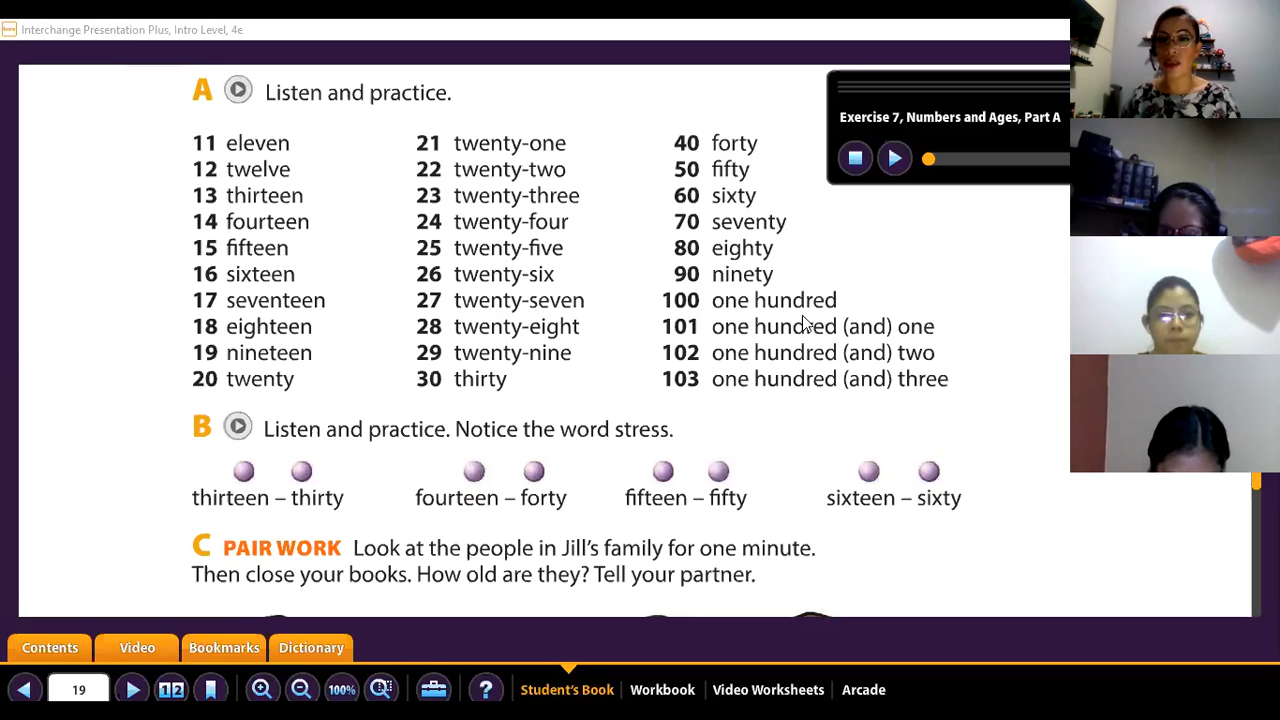 Interchange Presentation Plus, Intro Level, 4e
A Listen and practice.
Exercise 7, Numbers and Ages, Part A
11 eleven 21 twenty-one 40 forty
12 twelve 22 twenty-two 50 fifty
13 thirteen 23 twenty-three 60 sixty
14 fourteen 24 twenty-four 70 seventy
15 fifteen 25 twenty-five 80 eighty
16 sixteen 26 twenty-six 90 ninety
17 seventeen 27 twenty-seven 100 one hundred
18 eighteen 28 twenty-eight 101 one hundred (and) one
19 nineteen 29 twenty-nine 102 one hundred (and) two
20 twenty 30 thirty 103 one hundred (and) three
B Listen and practice. Notice the word stress.
thirteen – thirty fourteen – forty fifteen – fifty sixteen – sixty
C PAIR WORK Look at the people in Jill's family for one minute.
Then close your books. How old are they? Tell your partner.
Contents Video Bookmarks Dictionary
19 12 100% ? Student's Book Workbook Video Worksheets Arcade